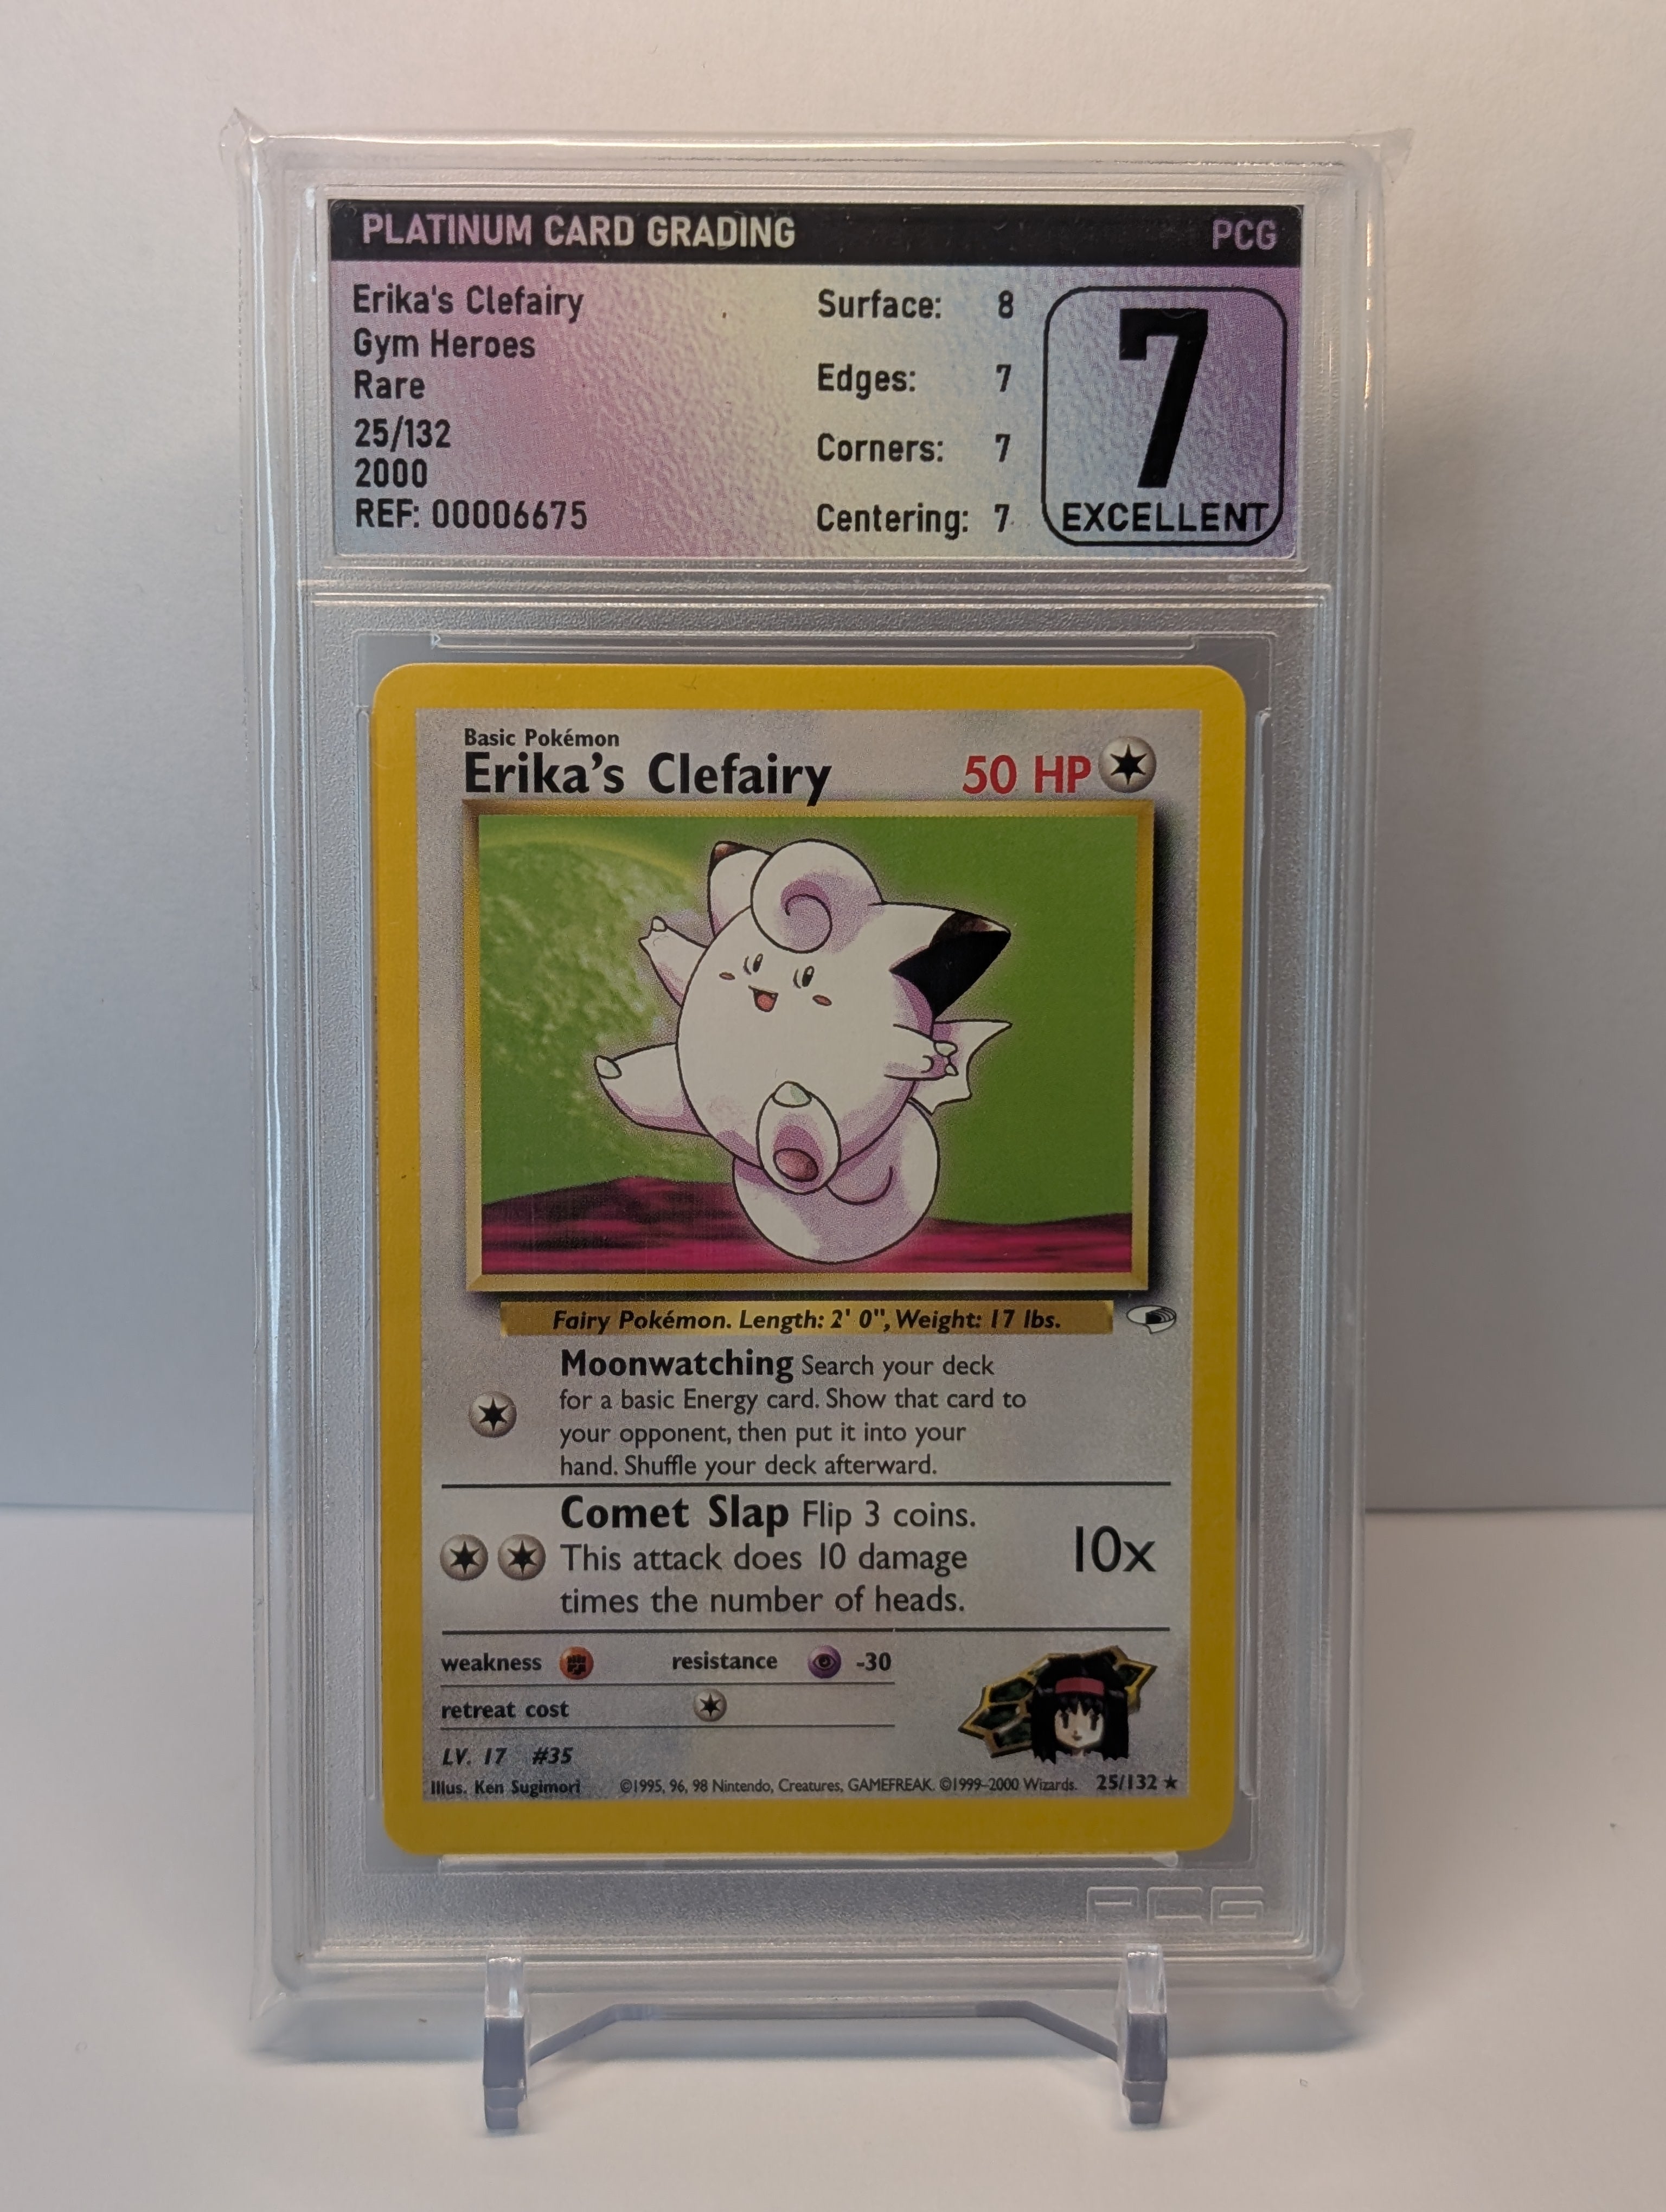 PLATINUM CARD GRADING PCG
Erika's Clefairy
Gym Heroes
Rare
25/132
2000
REF: 00006675
Surface: 8
Edges: 7
Corners: 7
Centering: 7
7
EXCELLENT
Basic Pokémon
Erika's Clefairy 50 HP
Fairy Pokémon. Length: 2' 0", Weight: 17 lbs.
Moonwatching Search your deck
for a basic Energy card. Show that card to
your opponent, then put it into your
hand. Shuffle your deck afterward.
Comet Slap Flip 3 coins.
This attack does 10 damage
times the number of heads.
10x
weakness resistance -30
retreat cost
LV. 17 #35
Illus. Ken Sugimori ©1995, 96, 98 Nintendo, Creatures, GAMEFREAK. ©1999–2000 Wizards. 25/132 ★
PCG